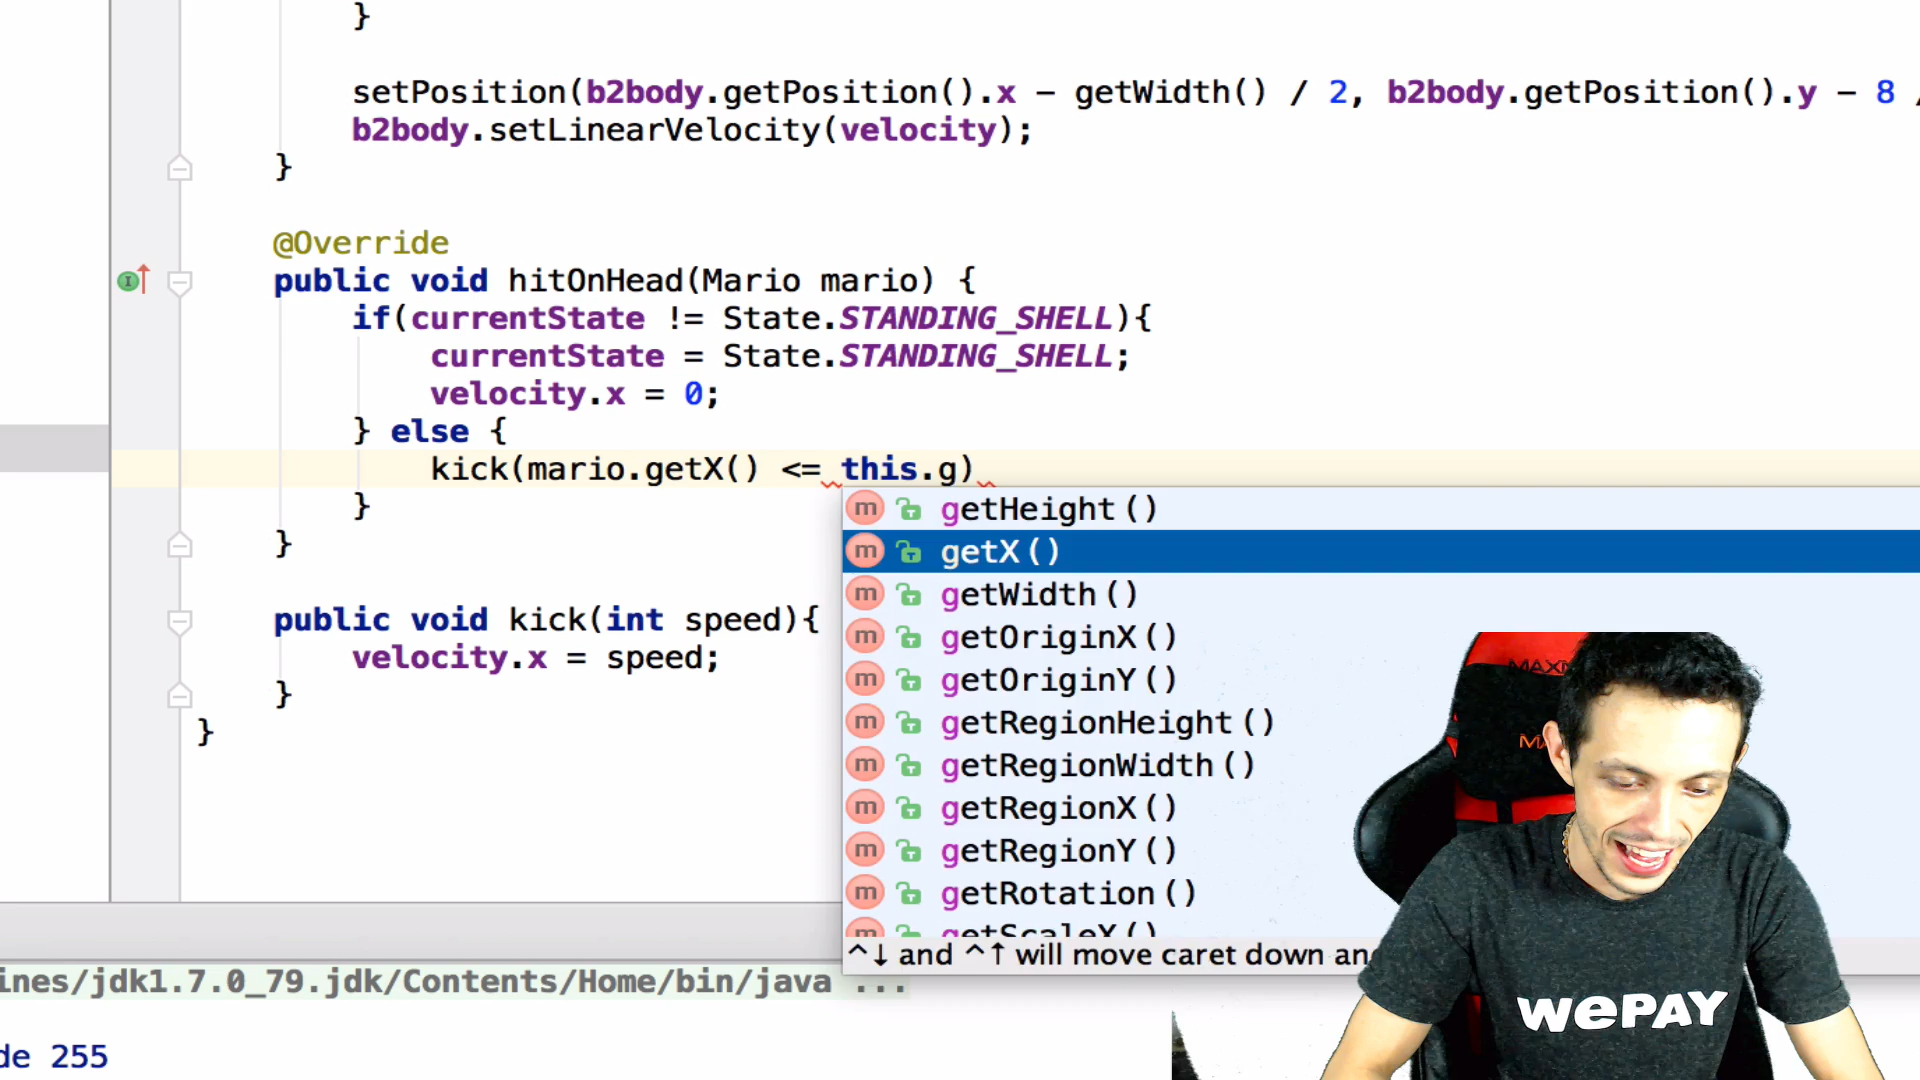 }
setPosition(b2body.getPosition().x - getWidth() / 2, b2body.getPosition().y - 8 /
b2body.setLinearVelocity(velocity);
}
@Override
public void hitOnHead(Mario mario) {
if(currentState != State.STANDING_SHELL){
currentState = State.STANDING_SHELL;
velocity.x = 0;
} else {
kick(mario.getX() <= this.g)
}
}
public void kick(int speed){
velocity.x = speed;
}
}
m getHeight()
m getX()
m getWidth()
m getOriginX()
m getOriginY()
m getRegionHeight()
m getRegionWidth()
m getRegionX()
m getRegionY()
m getRotation()
m getScaleX()
^↓ and ^↑ will move caret down an
ines/jdk1.7.0_79.jdk/Contents/Home/bin/java ...
de 255
wePAY